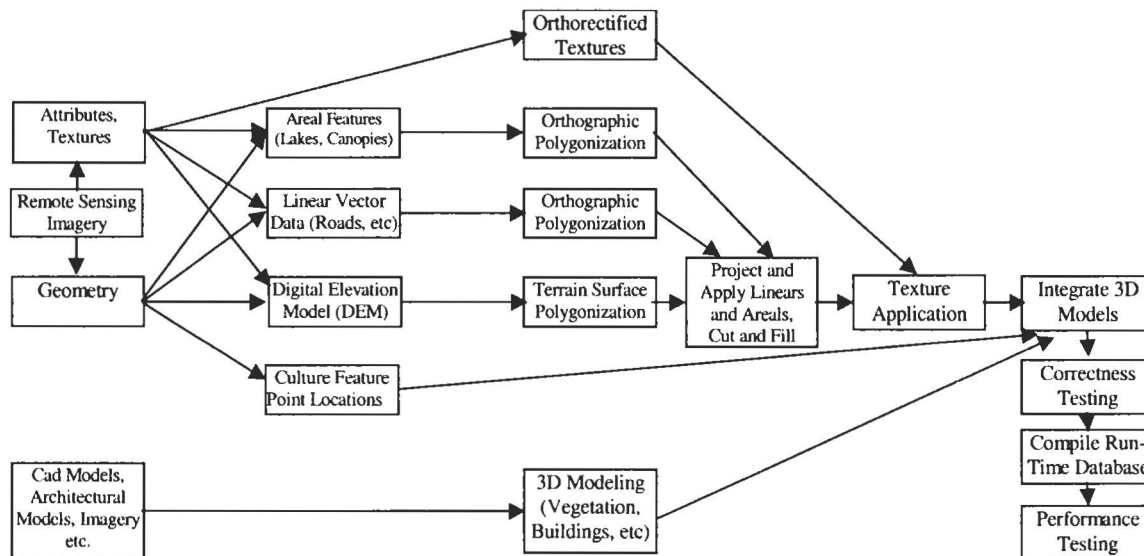 Orthorectified
Textures
Attributes,
Textures
Areal Features
(Lakes, Canopies)
Orthographic
Polygonization
Remote Sensing
Imagery
Linear Vector
Data (Roads, etc)
Orthographic
Polygonization
Geometry
Digital Elevation
Model (DEM)
Terrain Surface
Polygonization
Project and
Apply Linears
and Areals,
Cut and Fill
Texture
Application
Integrate 3D
Models
Culture Feature
Point Locations
Correctness
Testing
Compile Run-
Time Database
Performance
Testing
Cad Models,
Architectural
Models, Imagery
etc.
3D Modeling
(Vegetation,
Buildings, etc)